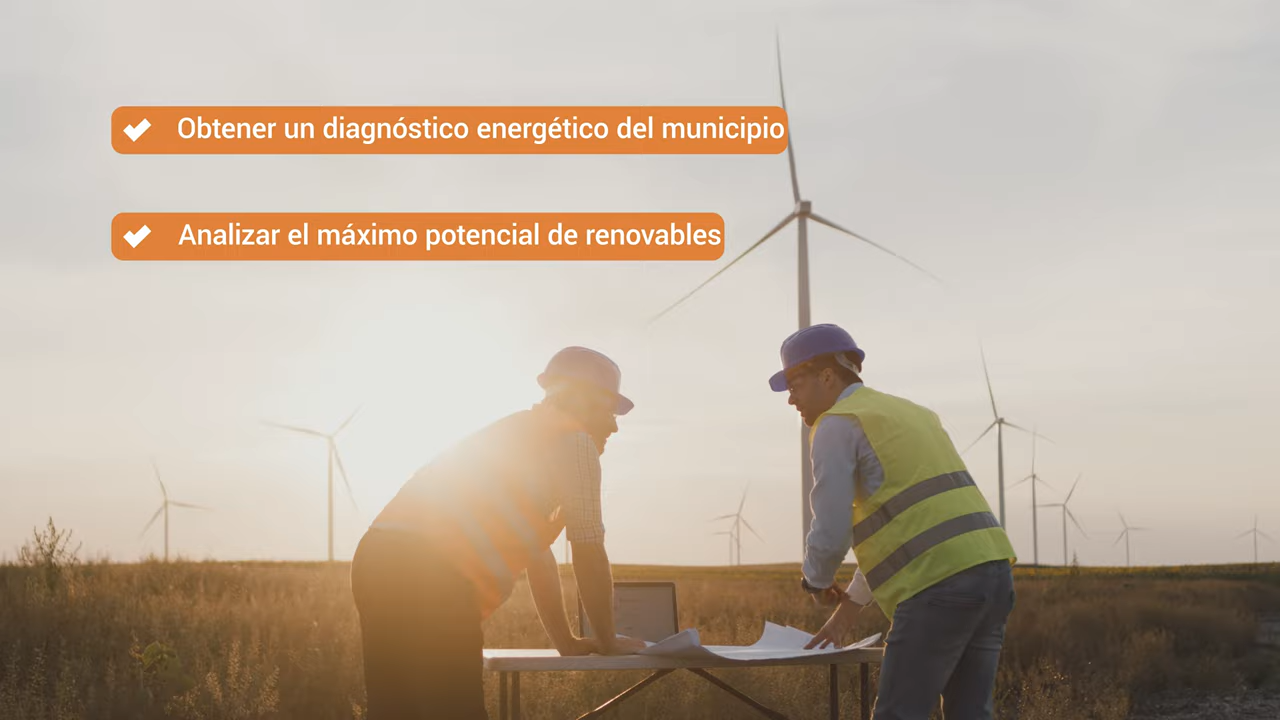 Obtener un diagnóstico energético del municipio
Analizar el máximo potencial de renovables